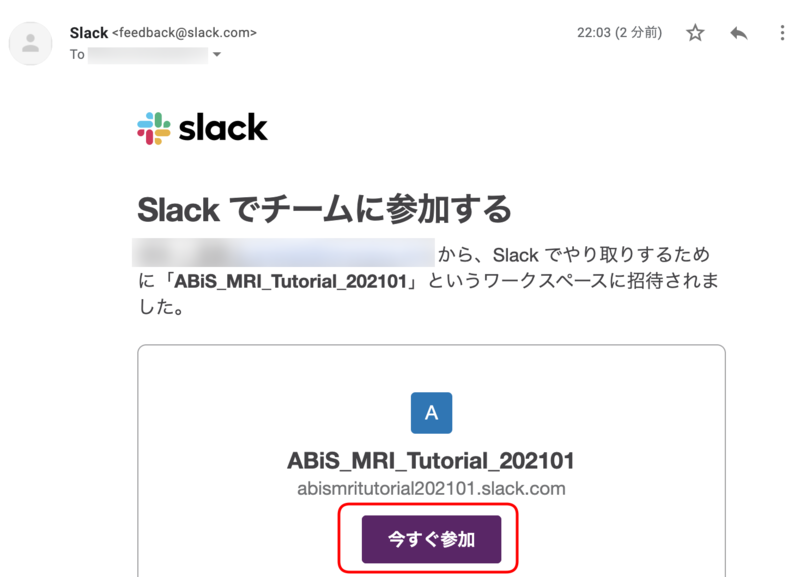 Slack <feedback@slack.com>
22:03 (2 分前)
To
slack
Slack でチームに参加する
から、Slack でやり取りするため
に「ABiS_MRI_Tutorial_202101」というワークスペースに招待されま
した。
A
ABiS_MRI_Tutorial_202101
abismritutorial202101.slack.com
今すぐ参加